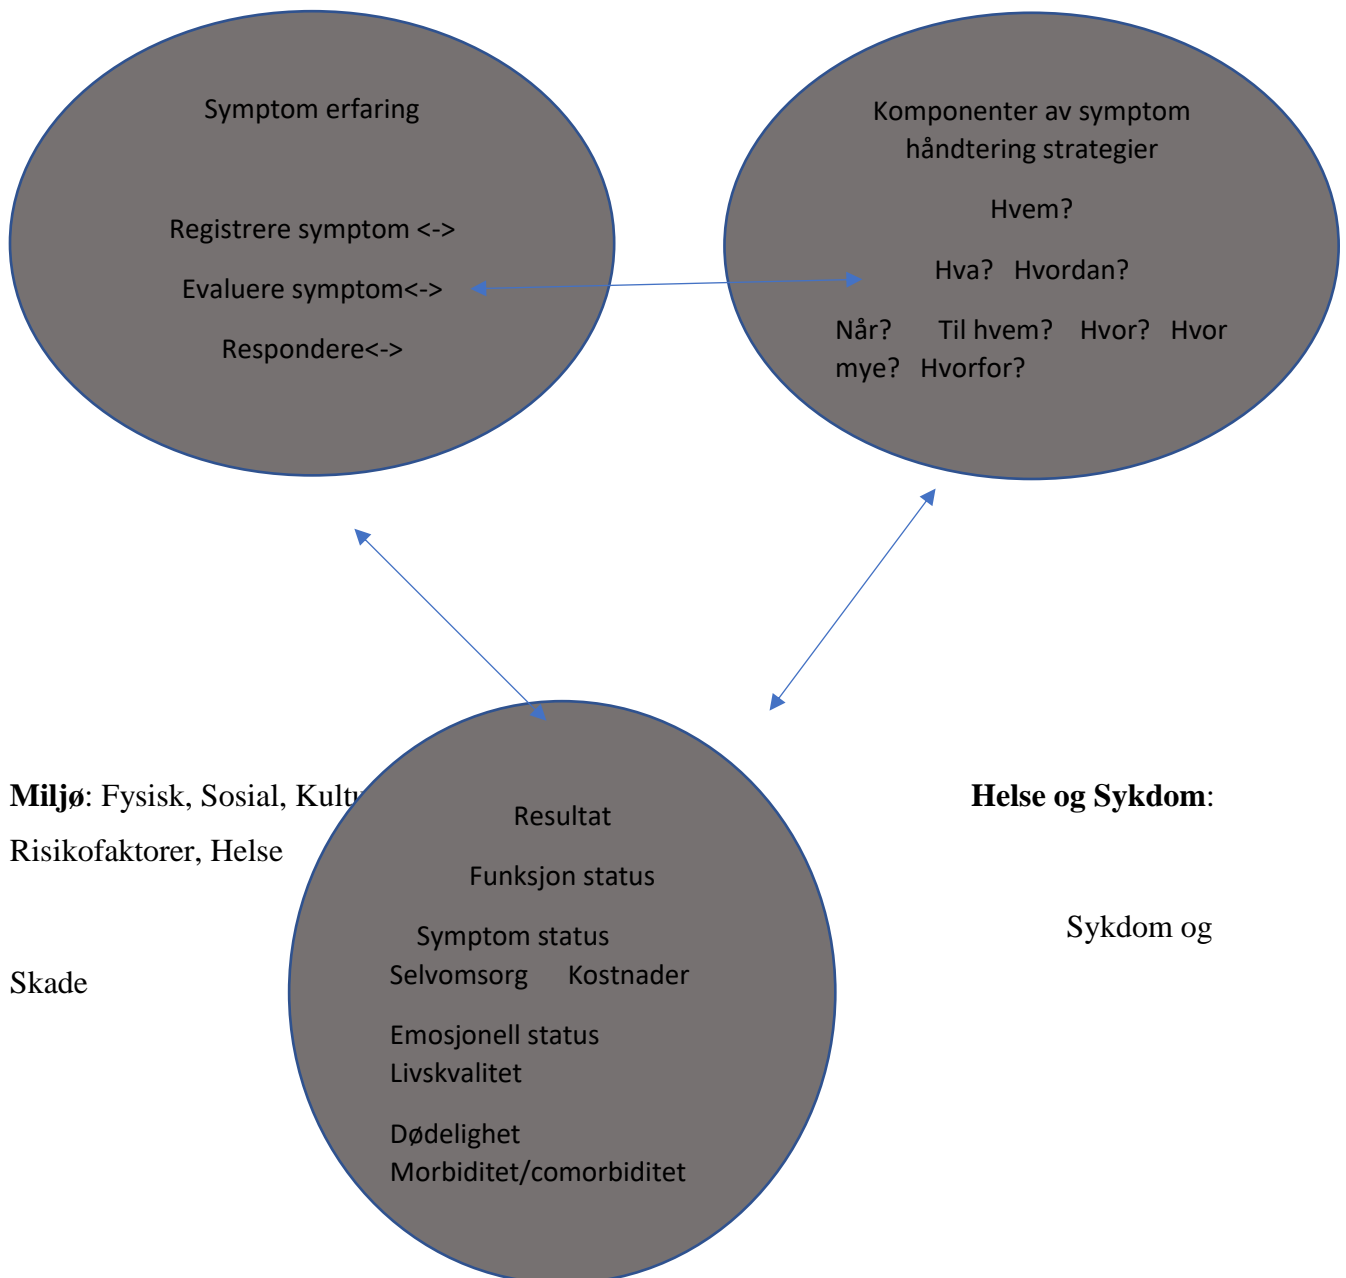 Symptom erfaring
Registrere symptom <->
Evaluere symptom<->
Respondere<->
Komponenter av symptom
håndtering strategier
Hvem?
Hva? Hvordan?
Når? Til hvem? Hvor? Hvor
mye? Hvorfor?
Miljø: Fysisk, Sosial, Helse og Sykdom:
Risikofaktorer, Helse
Sykdom og
Skade
Resultat
Funksjon status
Symptom status
Selvomsorg Kostnader
Emosjonell status
Livskvalitet
Dødelighet
Morbiditet/comorbiditet